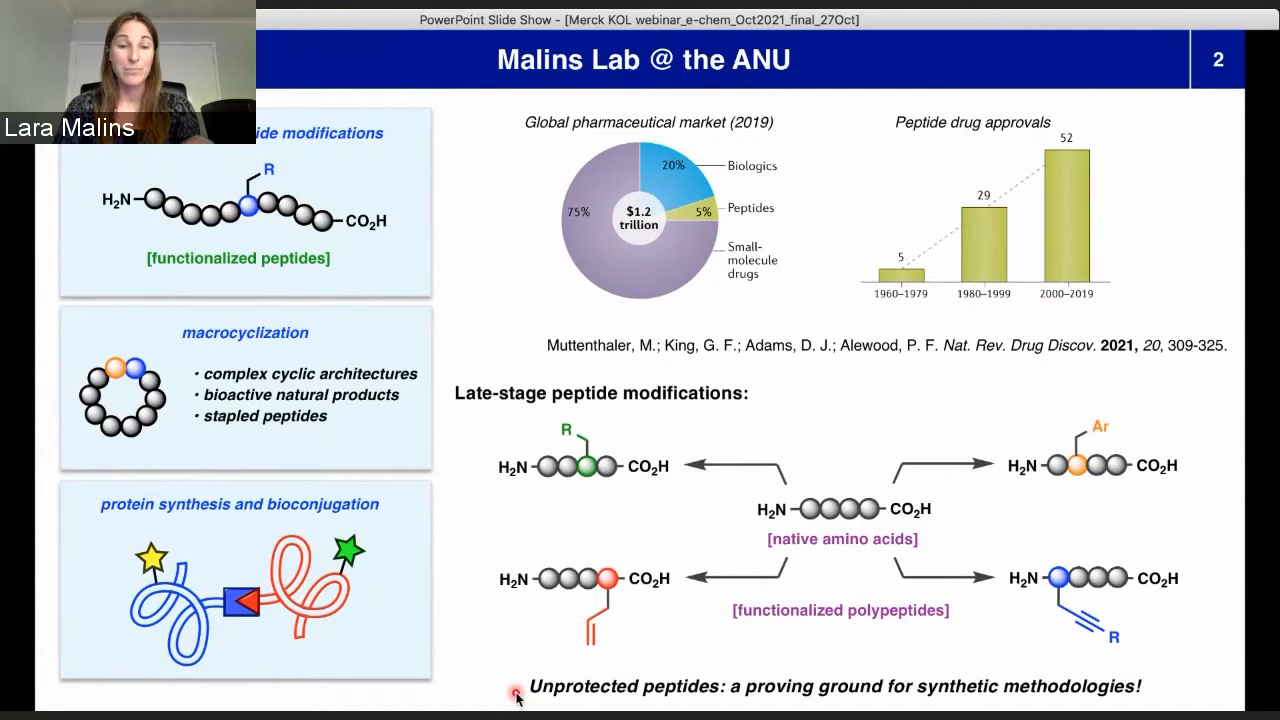 PowerPoint Slide Show - [Merck KOL webinar_e-chem_Oct2021_final_27Oct]
Malins Lab @ the ANU
2
Lara Malins
ide modifications
R
H₂N
CO₂H
[functionalized peptides]
macrocyclization
• complex cyclic architectures
• bioactive natural products
• stapled peptides
protein synthesis and bioconjugation
Global pharmaceutical market (2019)
20%
Biologics
75%
$1.2
trillion
5%
Peptides
Small-
molecule
drugs
Peptide drug approvals
52
29
5
1960–1979
1980–1999
2000–2019
Muttenthaler, M.; King, G. F.; Adams, D. J.; Alewood, P. F. Nat. Rev. Drug Discov. 2021, 20, 309-325.
Late-stage peptide modifications:
R
H₂N
CO₂H
Ar
H₂N
CO₂H
H₂N
CO₂H
[native amino acids]
H₂N
CO₂H
H₂N
CO₂H
R
[functionalized polypeptides]
Unprotected peptides: a proving ground for synthetic methodologies!